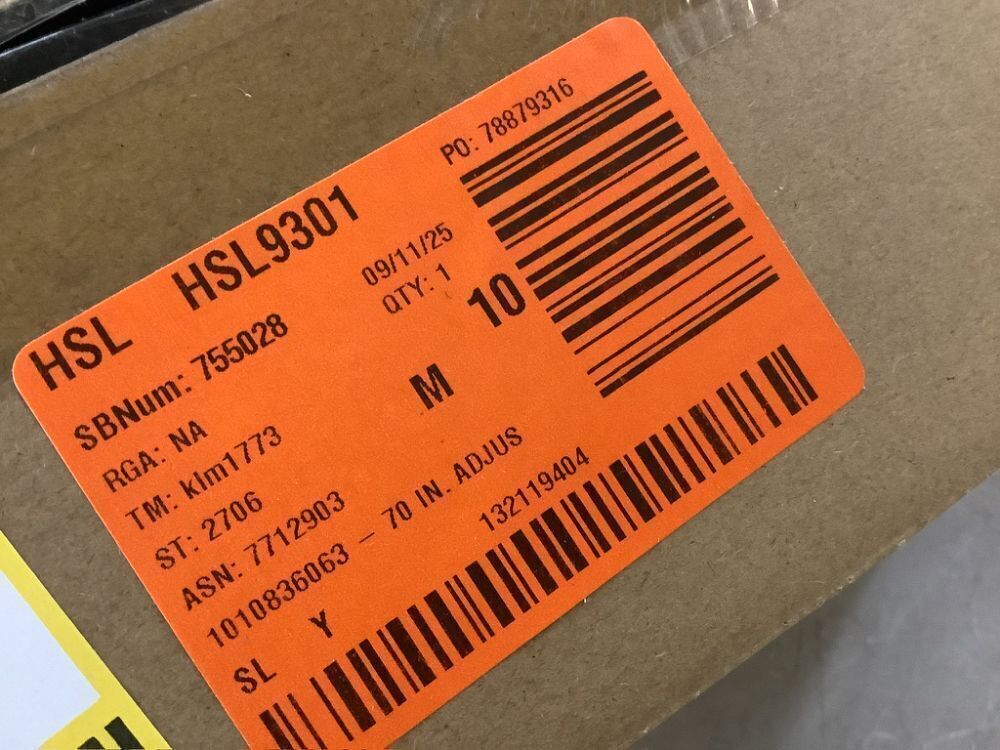 HSL HSL9301 PO: 78879316
SBNum: 755028 09/11/25
RGA: NA QTY: 1
TM: klm1773 M 10
ST: 2706
ASN: 7712903
1010836063 - 70 IN. ADJUS
SL Y 132119404